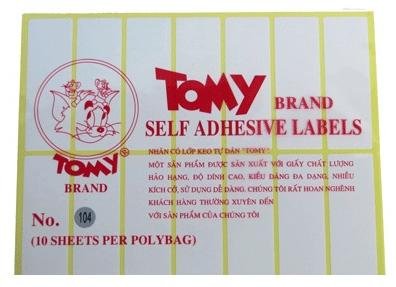 TOMY BRAND
SELF ADHESIVE LABELS
NHÃN CÓ LỚP KEO TỰ DÁN "TOMY".
MỘT SẢN PHẨM ĐƯỢC SẢN XUẤT VỚI GIẤY CHẤT LƯỢNG
HẢO HẠNG, ĐỘ DÍNH CAO, KIỂU DÁNG ĐA DẠNG, NHIỀU
KÍCH CỠ, SỬ DỤNG DỄ DÀNG. CHÚNG TÔI RẤT HOAN NGHÊNH
KHÁCH HÀNG THƯỜNG XUYÊN ĐẾN
VỚI SẢN PHẨM CỦA CHÚNG TÔI
TOMY®
BRAND
No. 104
(10 SHEETS PER POLYBAG)